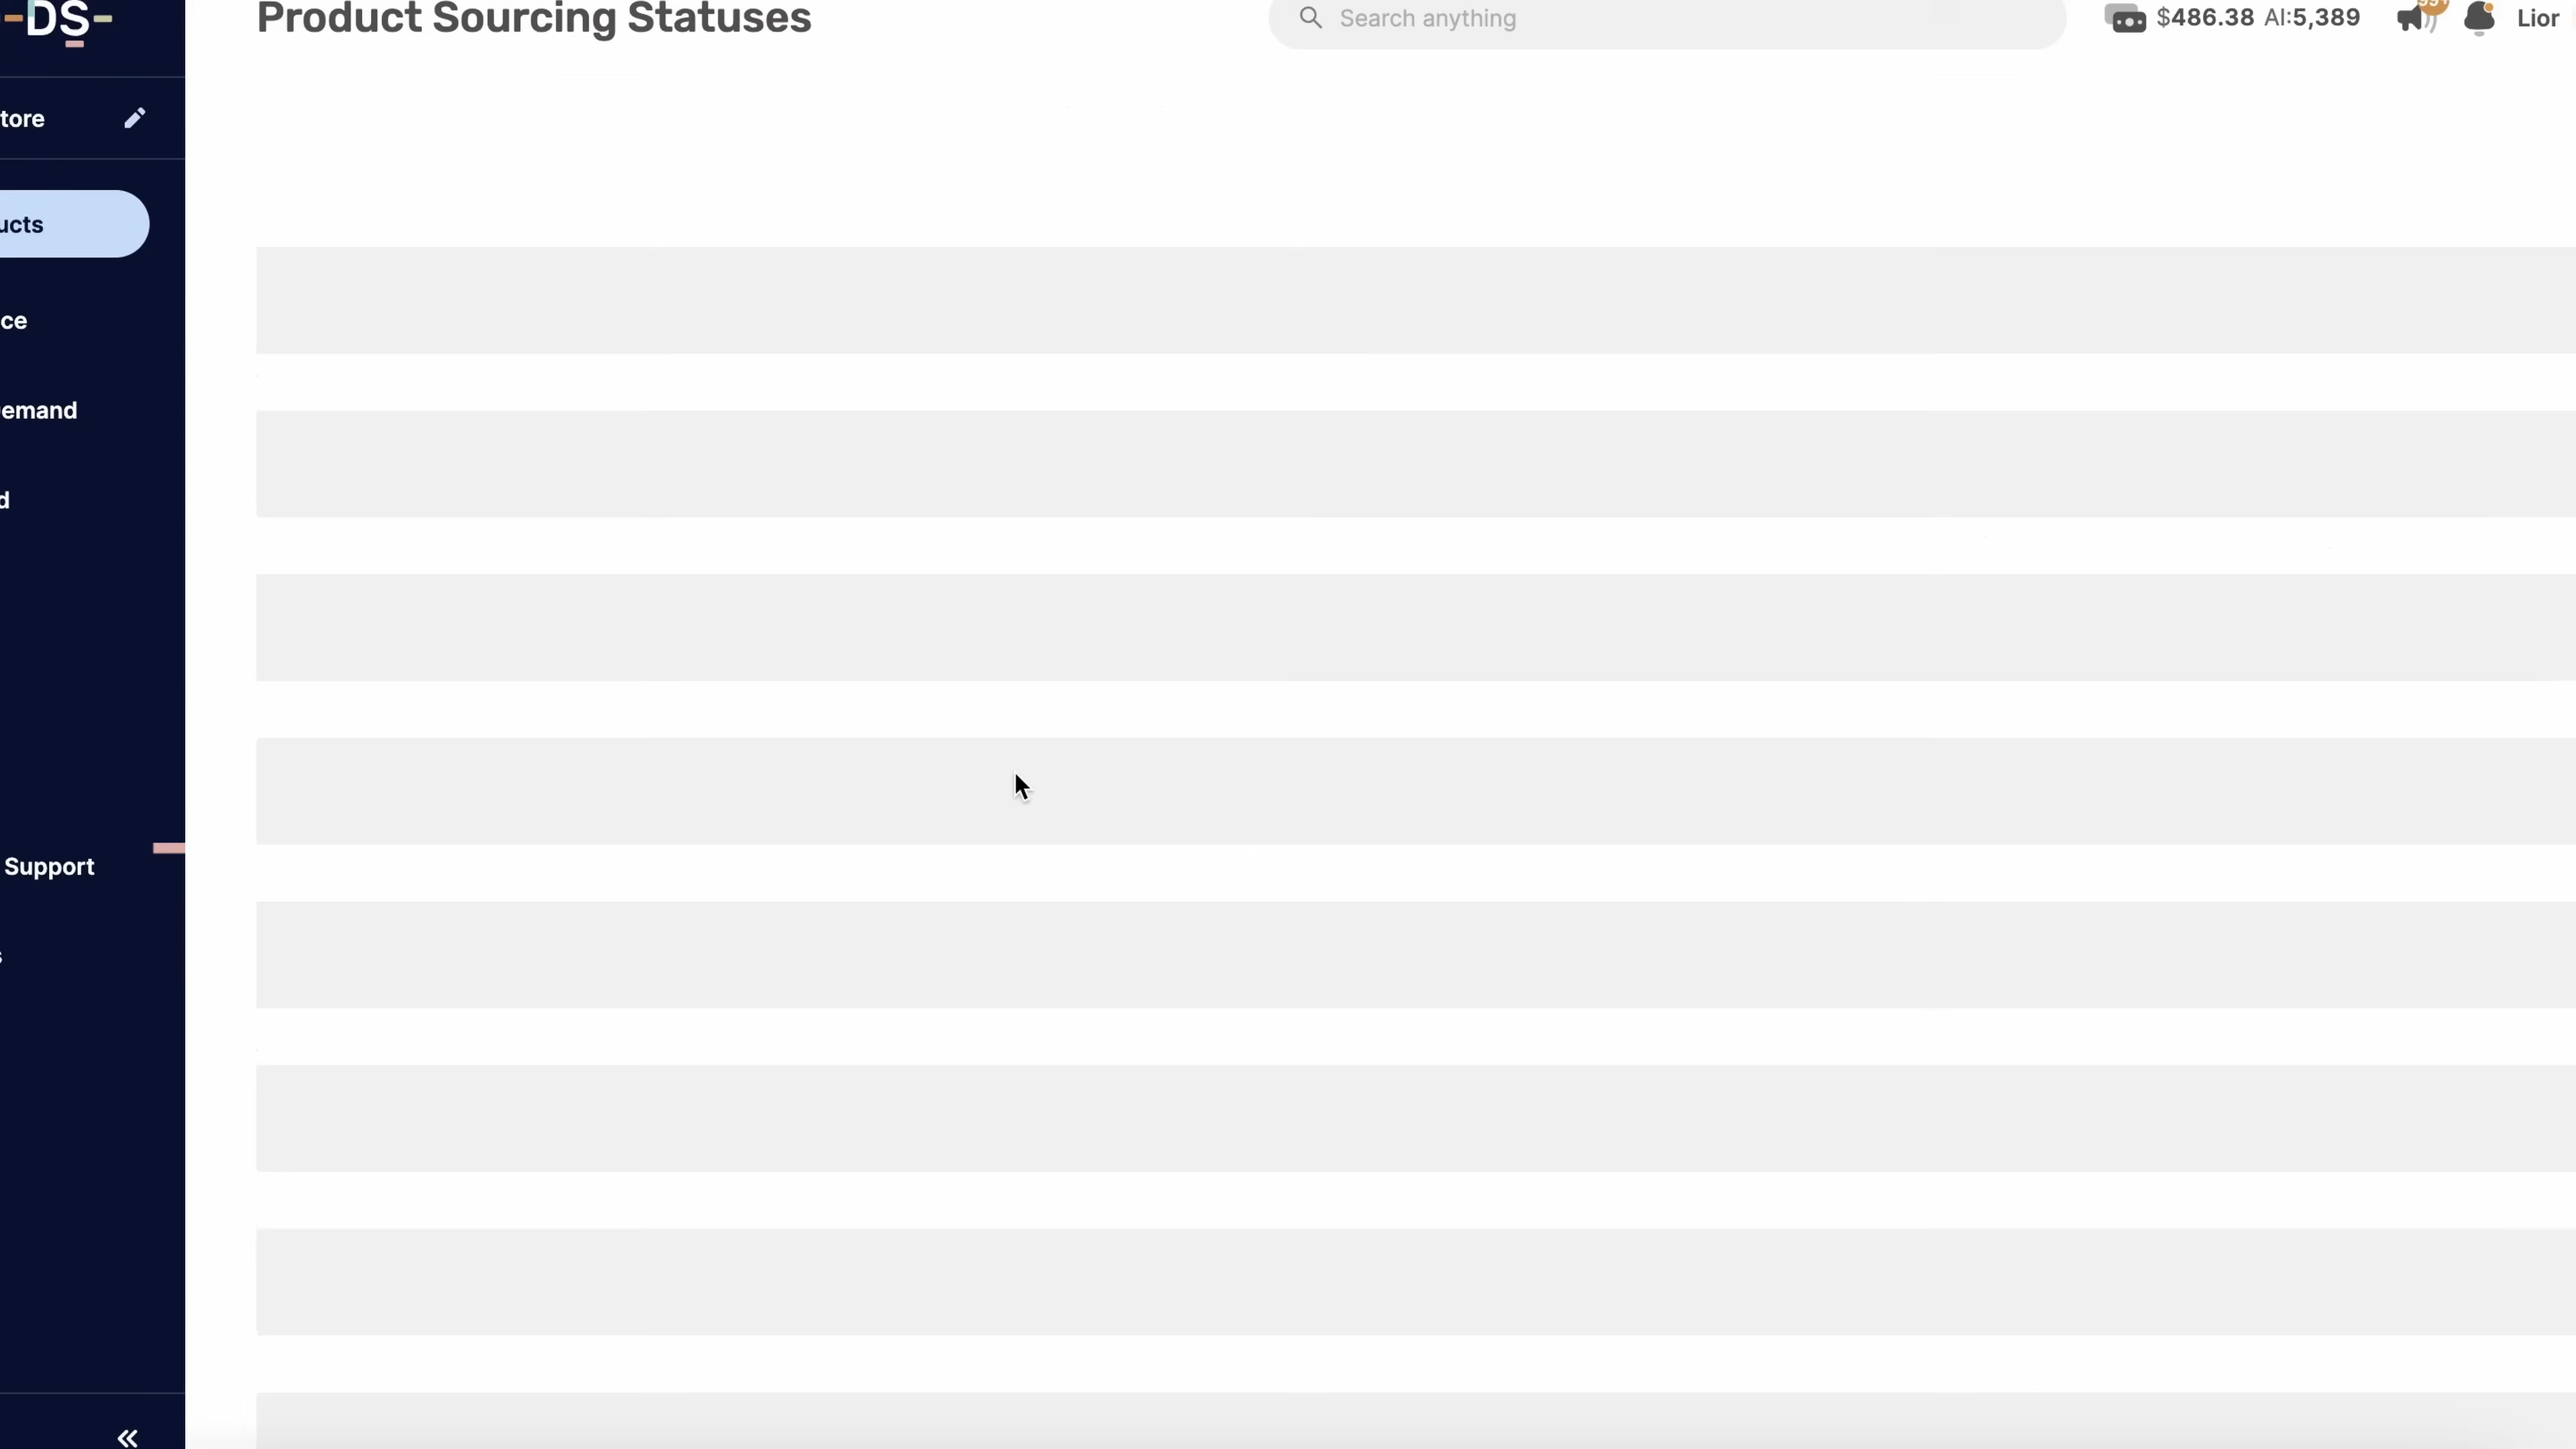 -DS-
Product Sourcing Statuses
Search anything
$486.38 AI:5,389
Lior
tore
ucts
ce
emand
d
Support
s